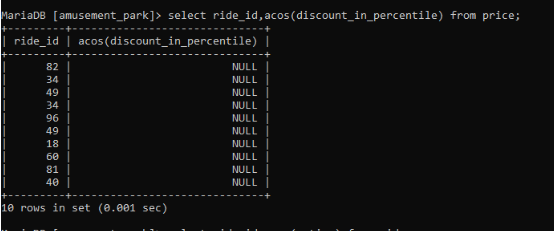 MariaDB [amusement_park]> select ride_id,acos(discount_in_percentile) from price;
+---------+------------------------------+
| ride_id | acos(discount_in_percentile) |
+---------+------------------------------+
|      82 |                         NULL |
|      34 |                         NULL |
|      49 |                         NULL |
|      34 |                         NULL |
|      96 |                         NULL |
|      49 |                         NULL |
|      18 |                         NULL |
|      60 |                         NULL |
|      81 |                         NULL |
|      40 |                         NULL |
+---------+------------------------------+
10 rows in set (0.001 sec)